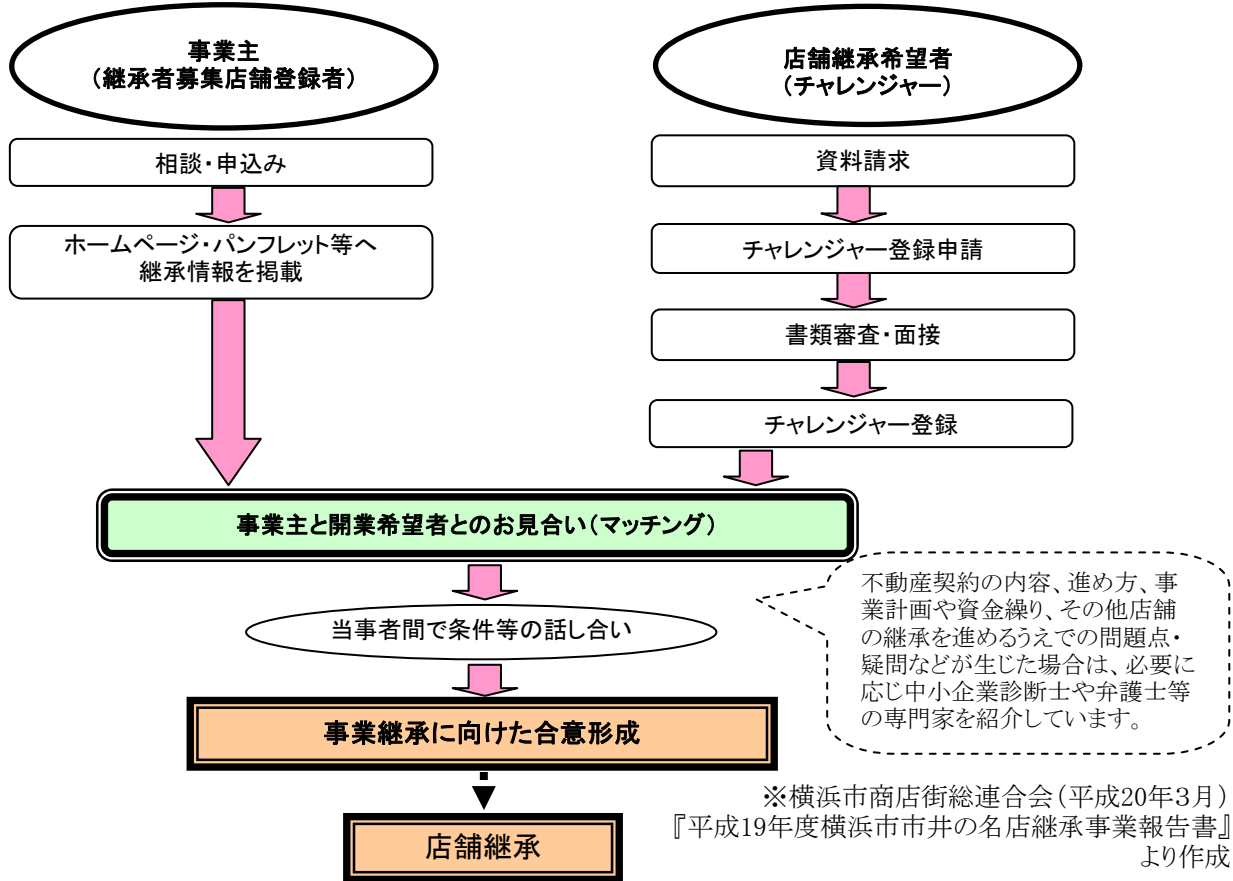 事業主
（継承者募集店舗登録者）
相談・申込み
ホームページ・パンフレット等へ
継承情報を掲載
店舗継承希望者
（チャレンジャー）
資料請求
チャレンジャー登録申請
書類審査・面接
チャレンジャー登録
事業主と開業希望者とのお見合い（マッチング）
当事者間で条件等の話し合い
不動産契約の内容、進め方、事
業計画や資金繰り、その他店舗
の継承を進めるうえでの問題点・
疑問などが生じた場合は、必要に
応じ中小企業診断士や弁護士等
の専門家を紹介しています。
事業継承に向けた合意形成
店舗継承
※横浜市商店街総連合会（平成20年３月）
『平成19年度横浜市市井の名店継承事業報告書』
より作成